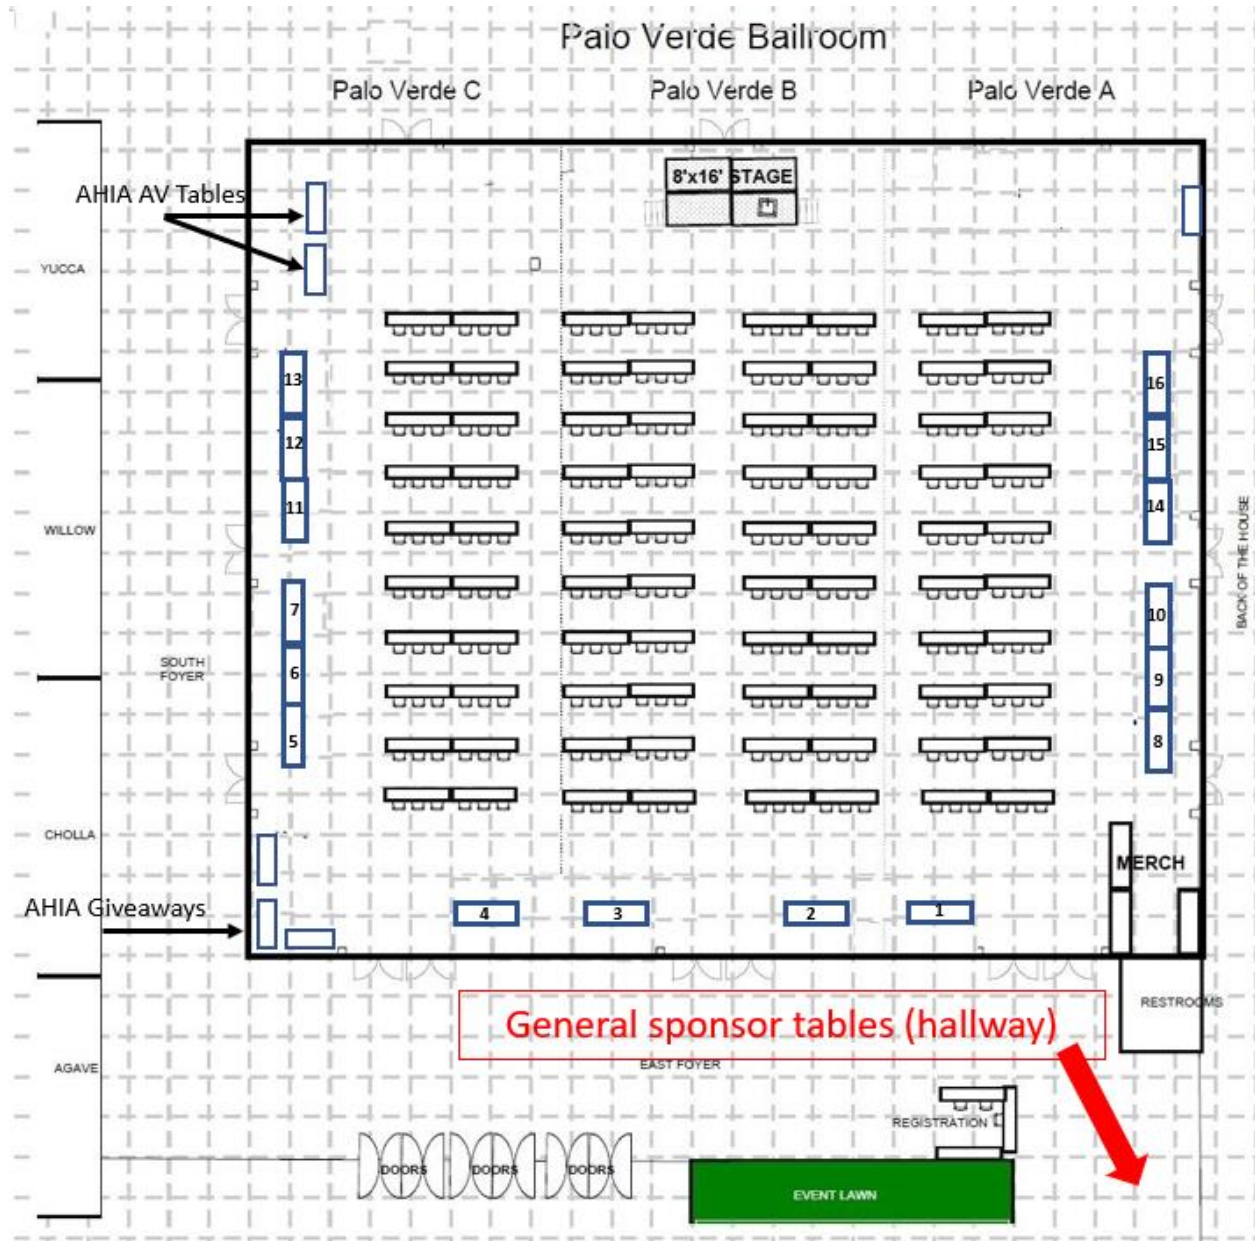 Palo Verde Ballroom
Palo Verde C
Palo Verde B
Palo Verde A
8'x16' STAGE
AHIA AV Tables
YUCCA
13
16
12
15
11
14
WILLOW
BACK OF THE HOUSE
7
10
6
9
SOUTH
FOYER
5
8
CHOLLA
MERCH
AHIA Giveaways
4
3
2
1
RESTROOMS
General sponsor tables (hallway)
EAST FOYER
AGAVE
REGISTRATION
DOORS
DOORS
DOORS
EVENT LAWN